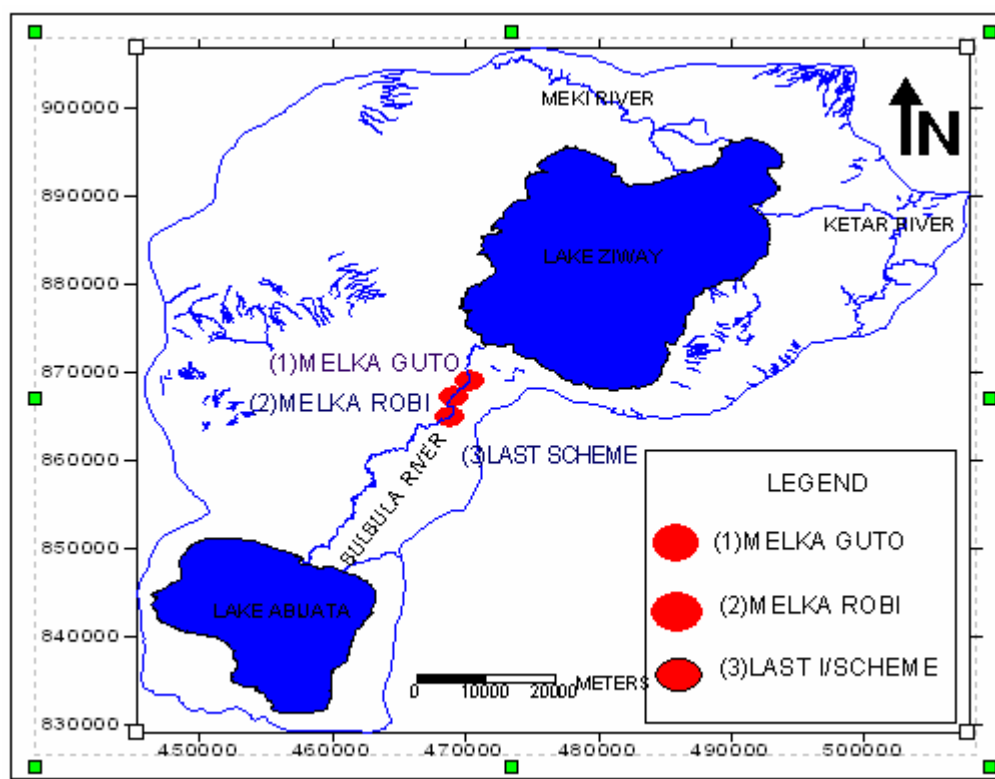 900000
MEKI RIVER
N
890000
KETAR RIVER
LAKE ZIWAY
880000
(1)MELKA GUTO
870000
(2)MELKA ROBI
(3)LAST SCHEME
860000
BULBULA RIVER
LEGEND
(1)MELKA GUTO
850000
LAKE ABIJATA
(2)MELKA ROBI
840000
(3)LAST I/SCHEME
0 10000 20000 METERS
830000
450000 460000 470000 480000 490000 500000